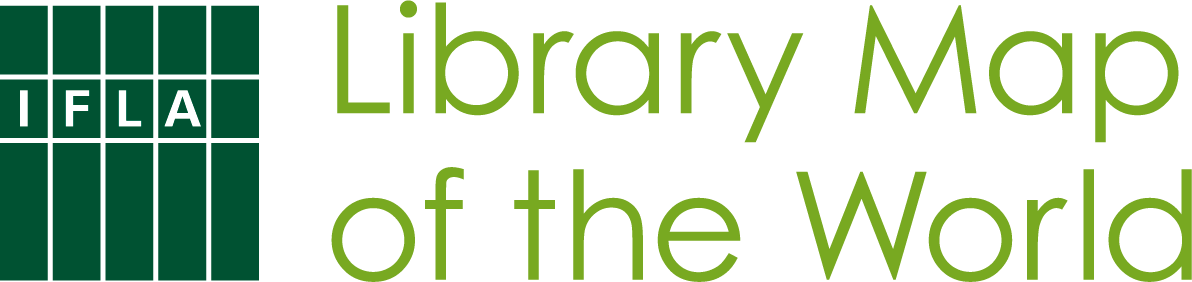 IFLA
Library Map
of the World